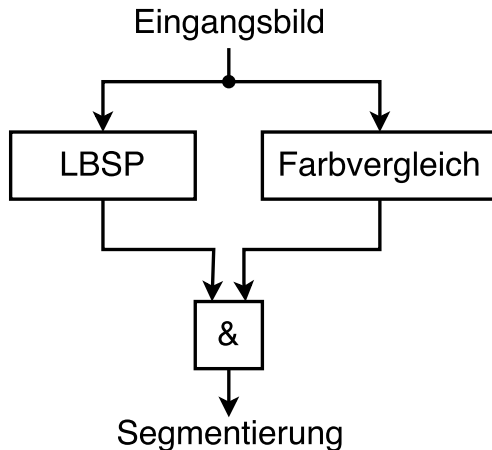 Eingangsbild
LBSP
Farbvergleich
&
Segmentierung